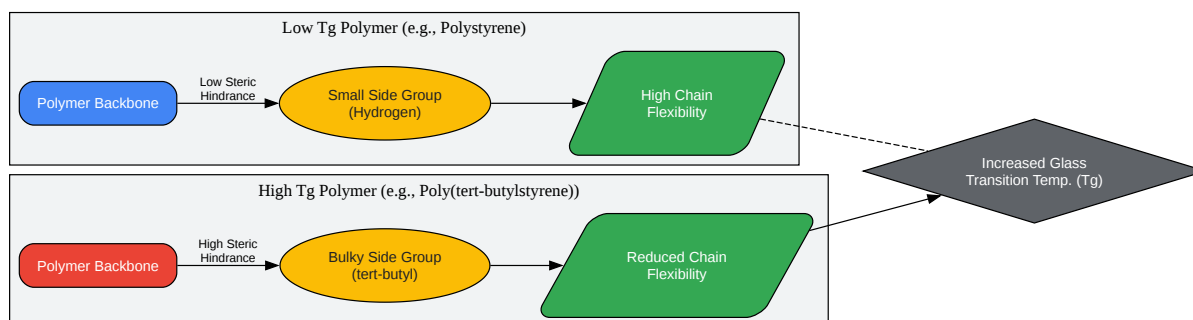 Low Tg Polymer (e.g., Polystyrene)
Polymer Backbone
Low Steric
Hindrance
Small Side Group
(Hydrogen)
High Chain
Flexibility
Increased Glass
Transition Temp. (Tg)
High Tg Polymer (e.g., Poly(tert-butylstyrene))
Polymer Backbone
High Steric
Hindrance
Bulky Side Group
(tert-butyl)
Reduced Chain
Flexibility